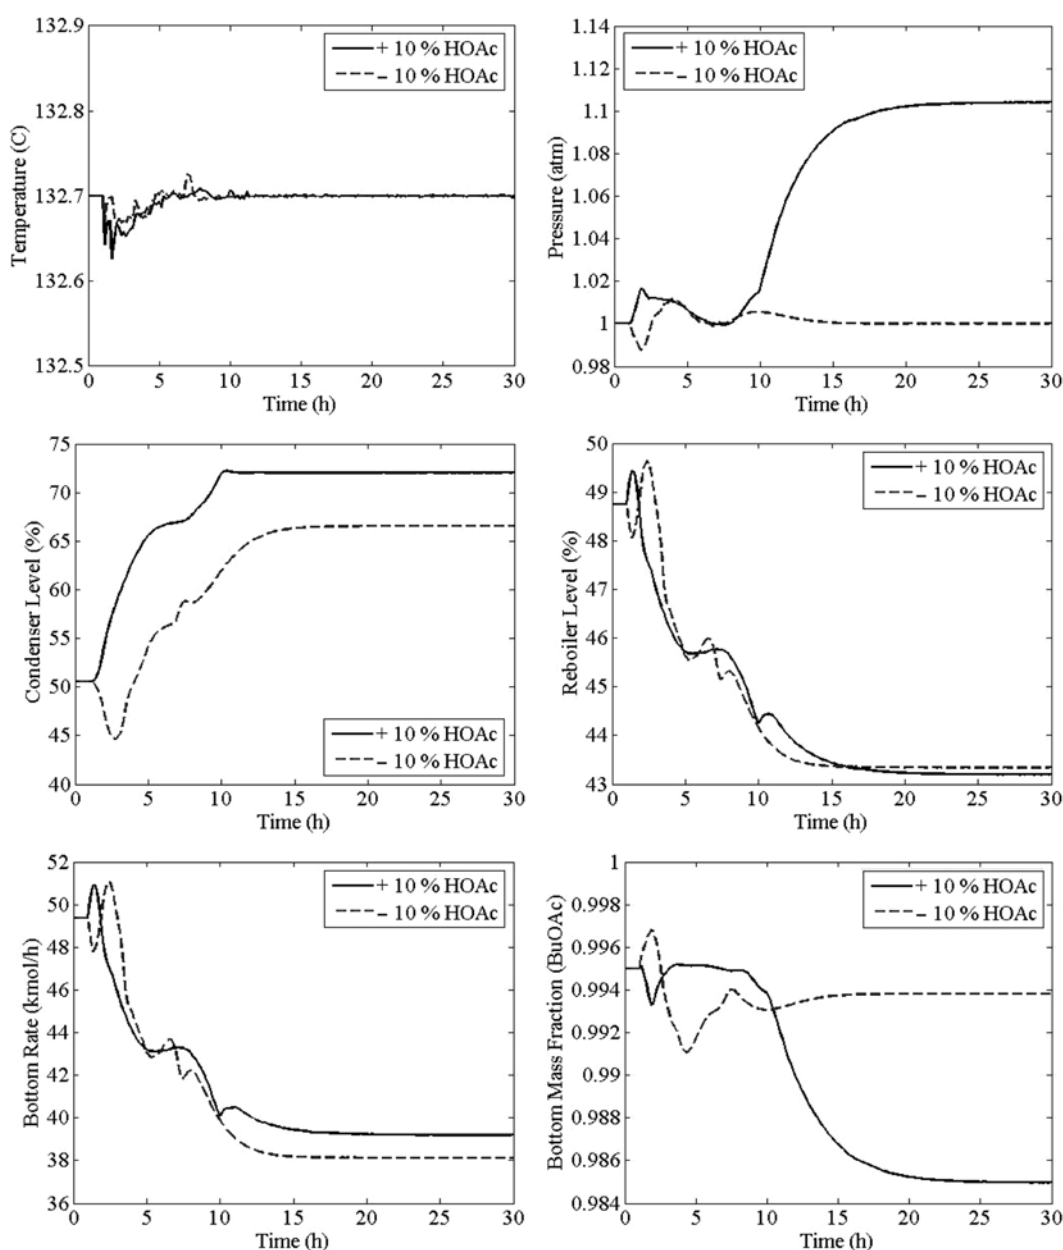 132.9
132.8
132.7
132.6
132.5
Temperature (C)
+ 10 % HOAc
– 10 % HOAc
0 5 10 15 20 25 30
Time (h)
1.14
1.12
1.1
1.08
1.06
1.04
1.02
1
0.98
Pressure (atm)
+ 10 % HOAc
– 10 % HOAc
0 5 10 15 20 25 30
Time (h)
75
70
65
60
55
50
45
40
Condenser Level (%)
+ 10 % HOAc
– 10 % HOAc
0 5 10 15 20 25 30
Time (h)
50
49
48
47
46
45
44
43
Reboiler Level (%)
+ 10 % HOAc
– 10 % HOAc
0 5 10 15 20 25 30
Time (h)
52
50
48
46
44
42
40
38
36
Bottom Rate (kmol/h)
+ 10 % HOAc
– 10 % HOAc
0 5 10 15 20 25 30
Time (h)
1
0.998
0.996
0.994
0.992
0.99
0.988
0.986
0.984
Bottom Mass Fraction (BuOAc)
+ 10 % HOAc
– 10 % HOAc
0 5 10 15 20 25 30
Time (h)